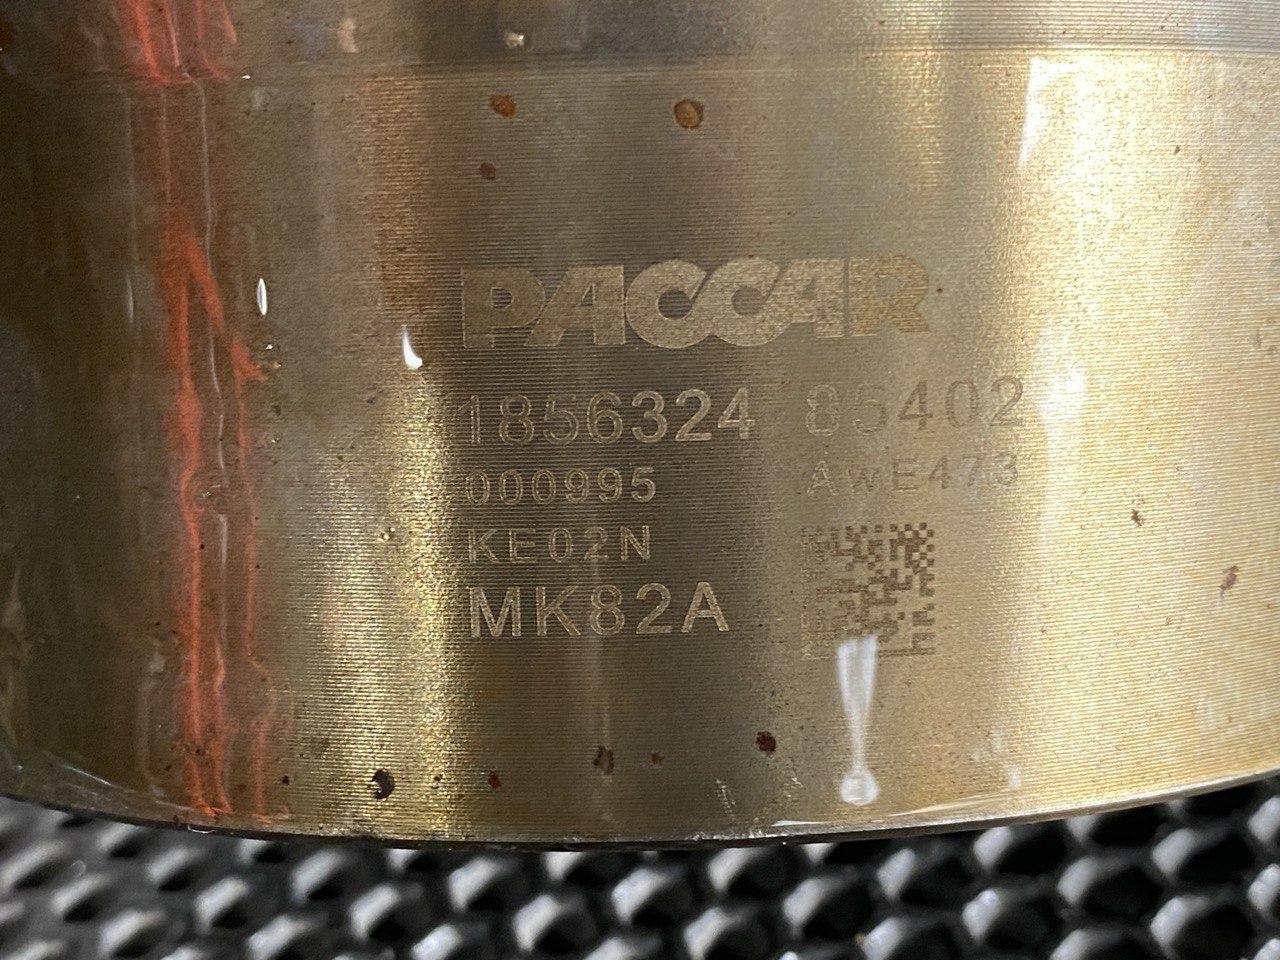 PACCAR
1856324 85402
000995 AWE473
KE02N
MK82A